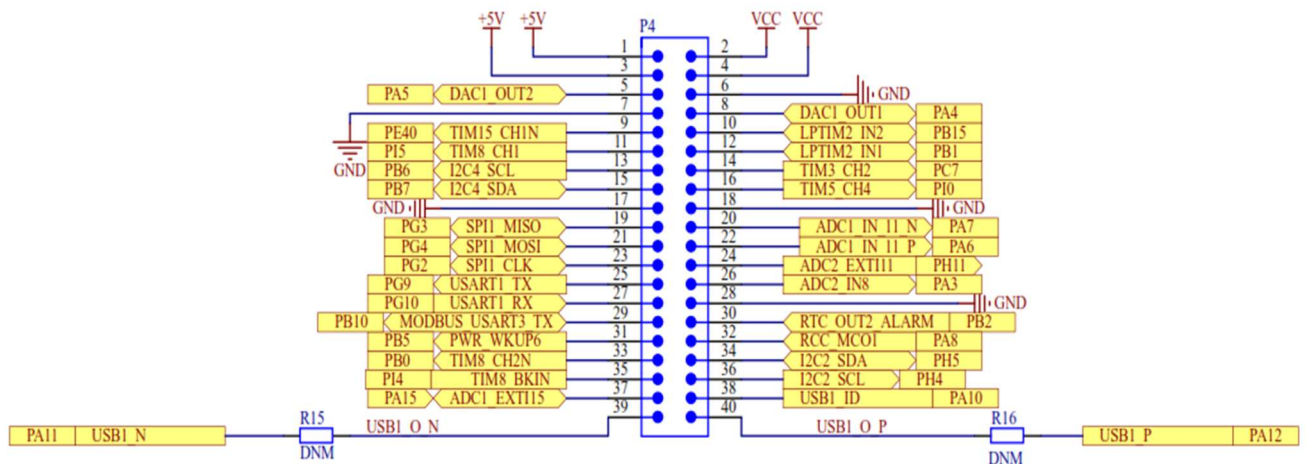 +5V +5V P4 VCC VCC
1 2
3 4
PA5 DAC1_OUT2 5 6 GND
7 8 DAC1_OUT1 PA4
PE40 TIM15_CH1N 9 10 LPTIM2_IN2 PB15
PI5 TIM8_CH1 11 12 LPTIM2_IN1 PB1
GND PB6 I2C4_SCL 13 14 TIM3_CH2 PC7
PB7 I2C4_SDA 15 16 TIM5_CH4 PI0
GND 17 18 GND
PG3 SPI1_MISO 19 20 ADC1_IN_11_N PA7
PG4 SPI1_MOSI 21 22 ADC1_IN_11_P PA6
PG2 SPI1_CLK 23 24 ADC2_EXTI11 PH11
PG9 USART1_TX 25 26 ADC2_IN8 PA3
PG10 USART1_RX 27 28 GND
PB10 MODBUS_USART3_TX 29 30 RTC_OUT2_ALARM PB2
PB5 PWR_WKUP6 31 32 RCC_MCO1 PA8
PB0 TIM8_CH2N 33 34 I2C2_SDA PH5
PI4 TIM8_BKIN 35 36 I2C2_SCL PH4
PA15 ADC1_EXTI15 37 38 USB1_ID PA10
R15 USB1_O_N 39 40 USB1_O_P R16
PA11 USB1_N USB1_P PA12
DNM DNM